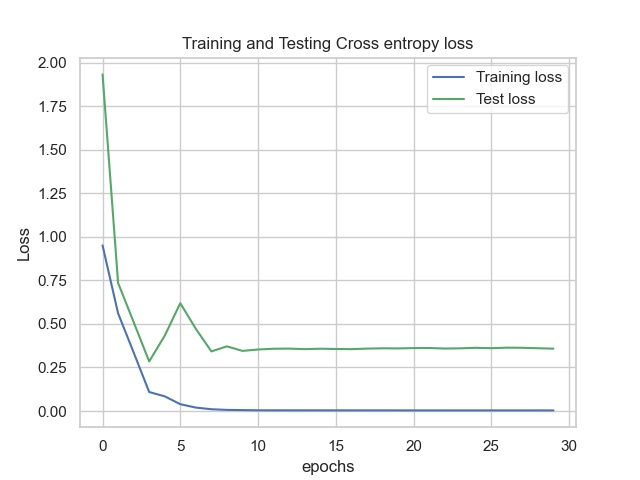 Training and Testing Cross entropy loss
Training loss
Test loss
2.00
1.75
1.50
1.25
1.00
0.75
0.50
0.25
0.00
Loss
0 5 10 15 20 25 30
epochs